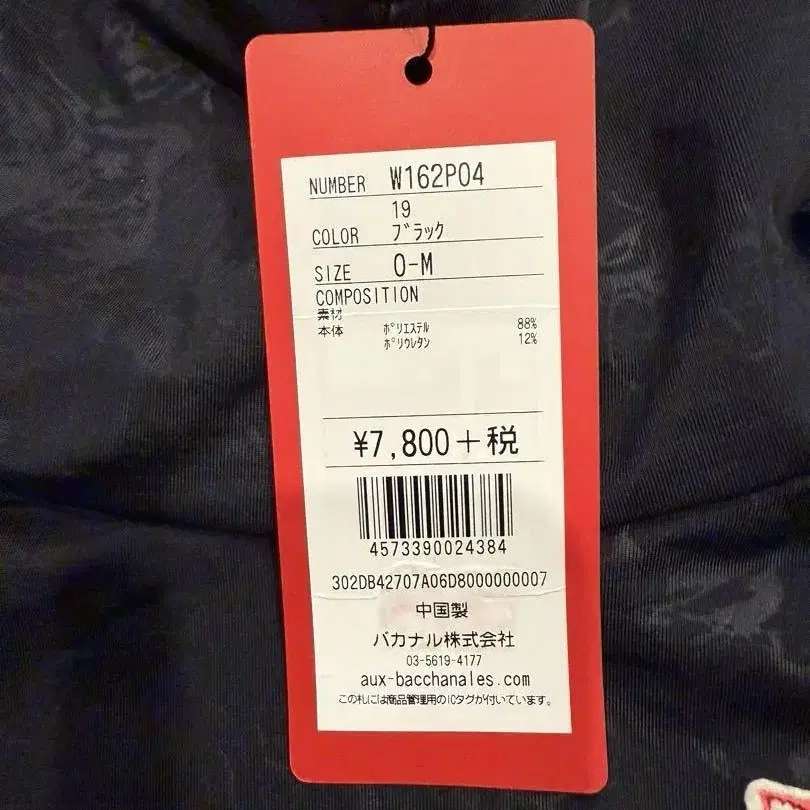 NUMBER W162P04
19
COLOR ﾌﾞﾗｯｸ
SIZE O-M
COMPOSITION
素材
本体 ﾎﾟﾘｴｽﾃﾙ 88%
ﾎﾟﾘｳﾚﾀﾝ 12%
¥7,800＋税
4573390024384
302DB42707A06D8000000007
中国製
バカナル株式会社
03-5619-4177
aux-bacchanales.com
この札には商品管理用のICタグが付いています。